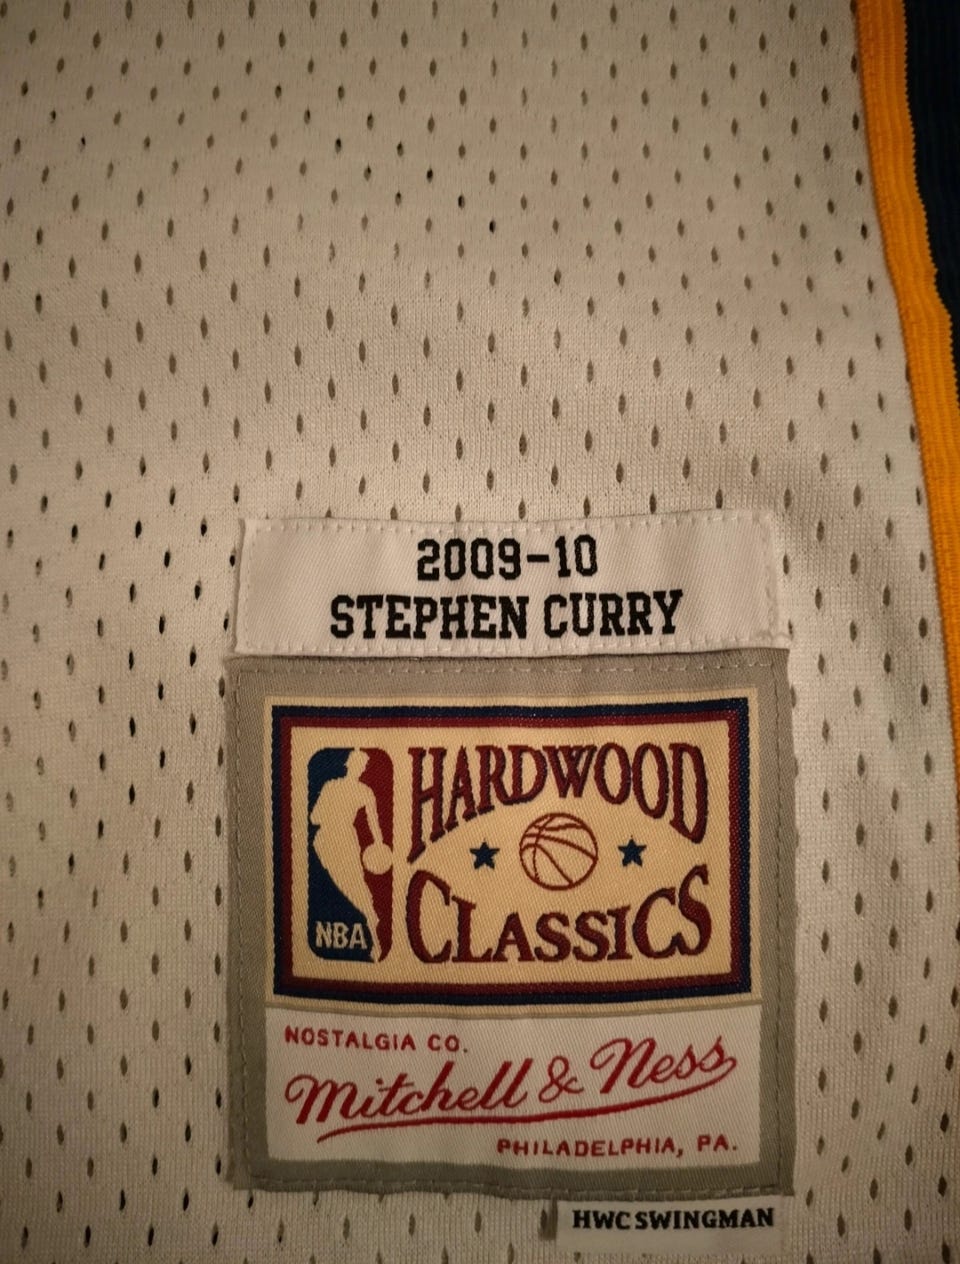 2009-10
STEPHEN CURRY
HARDWOOD
CLASSICS
NBA
NOSTALGIA CO.
Mitchell & Ness
PHILADELPHIA, PA.
HWC SWINGMAN